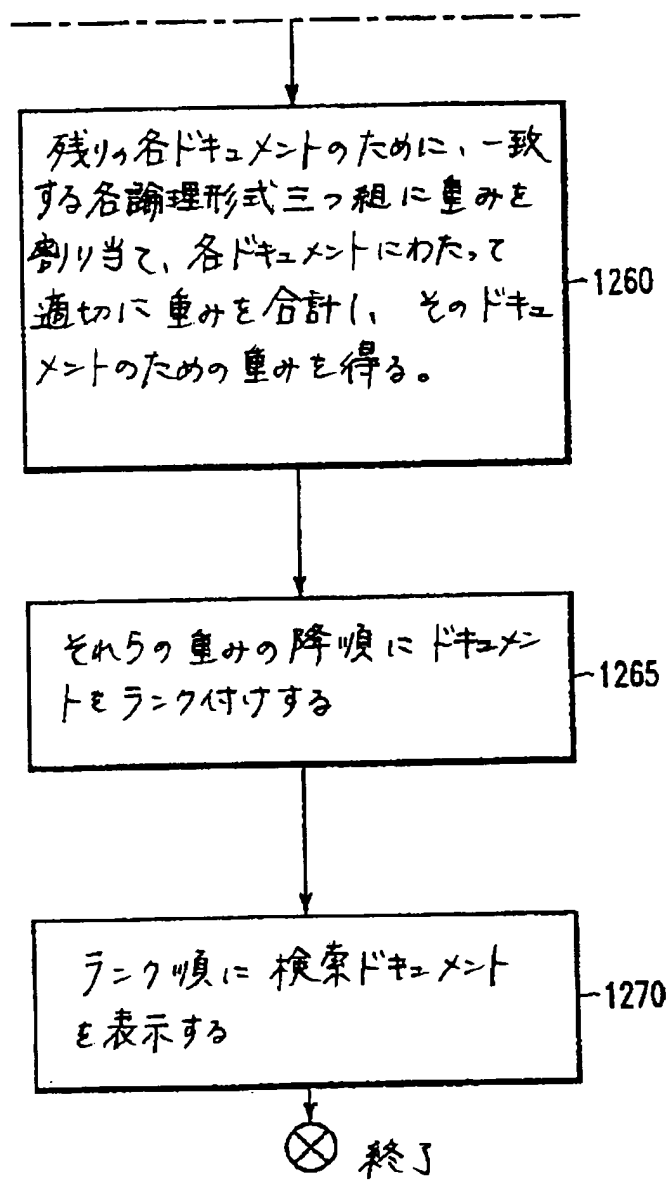 残りの各ドキュメントのために、一致
する各論理形式三つ組に重みを
割り当て、各ドキュメントにわたって
適切に重みを合計し、そのドキュ
メントのための重みを得る。
1260
それらの重みの降順にドキュメン
トをランク付けする
1265
ランク順に検索ドキュメント
を表示する
1270
終了